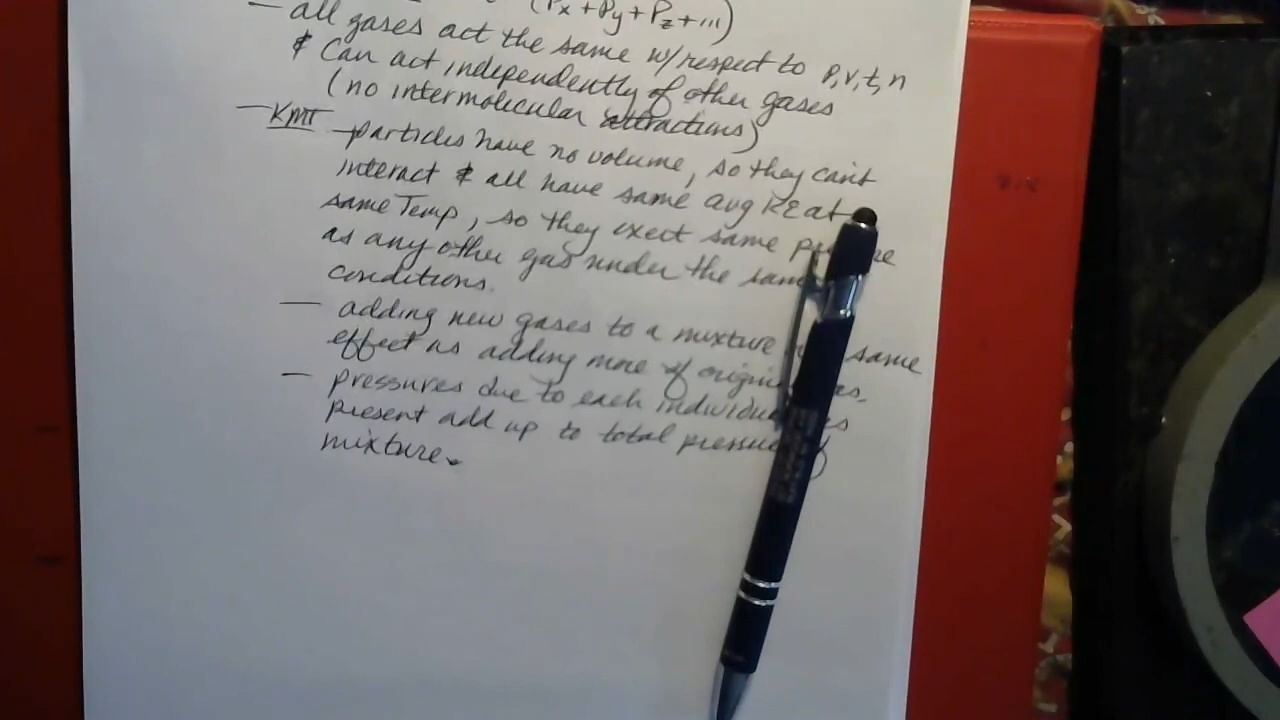 (Px + Py + Pz + ...)
– all gases act the same w/respect to P, V, t, n
& can act independently of other gases
(no intermolecular attractions)
– KMT – particles have no volume, so they can't
interact & all have same avg KE at
same Temp, so they exert same
as any other gas under the same
conditions.
– adding new gases to a mixture same
effect as adding more of
– pressures due to each
present add up to total
mixture.